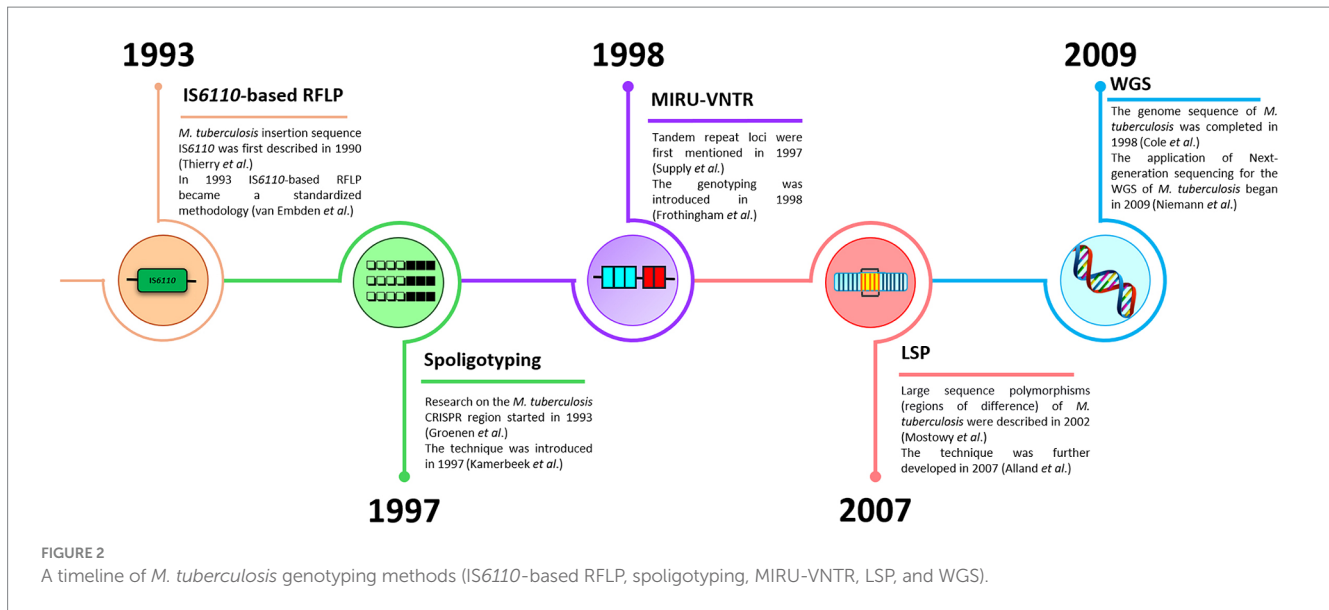 1993
IS6110-based RFLP
M. tuberculosis insertion sequence
IS6110 was first described in 1990
(Thierry et al.)
In 1993 IS6110-based RFLP
became a standardized
methodology (van Embden et al.)
IS6110
Spoligotyping
Research on the M. tuberculosis
CRISPR region started in 1993
(Groenen et al.)
The technique was introduced
in 1997 (Kamerbeek et al.)
1997
1998
MIRU-VNTR
Tandem repeat loci were
first mentioned in 1997
(Supply et al.)
The genotyping was
introduced in 1998
(Frothingham et al.)
LSP
Large sequence polymorphisms
(regions of difference) of M.
tuberculosis were described in 2002
(Mostowy et al.)
The technique was further
developed in 2007 (Alland et al.)
2007
2009
WGS
The genome sequence of M.
tuberculosis was completed in
1998 (Cole et al.)
The application of Next-
generation sequencing for the
WGS of M. tuberculosis began
in 2009 (Niemann et al.)
FIGURE 2
A timeline of M. tuberculosis genotyping methods (IS6110-based RFLP, spoligotyping, MIRU-VNTR, LSP, and WGS).